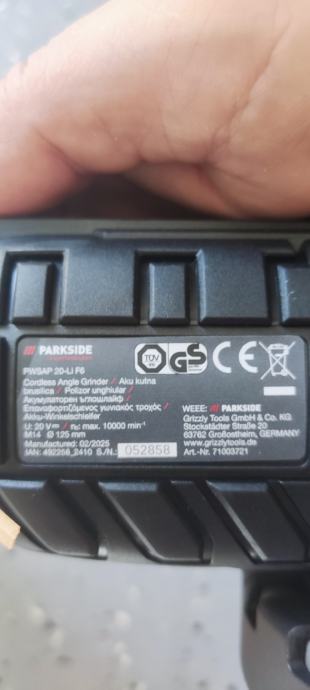 /// PARKSIDE
PWSAP 20-Li F6
Cordless Angle Grinder / Aku kutna
brusilica / Polizor unghiular /
Акумулаторен ъглошлайф /
Επαναφορτιζόμενος γωνιακός τροχός /
Akku-Winkelschleifer
U: 20 V⎓ / n₀: max. 10000 min⁻¹
M14 Ø 125 mm
Manufactured: 02/2025
IAN: 492258_2410 S./N.: 052858
TÜV GS CE
WEEE: /// PARKSIDE
Grizzly Tools GmbH & Co. KG
Stockstädter Straße 20
63762 Großostheim, GERMANY
www.grizzlytools.de
Art.-Nr. 71003721